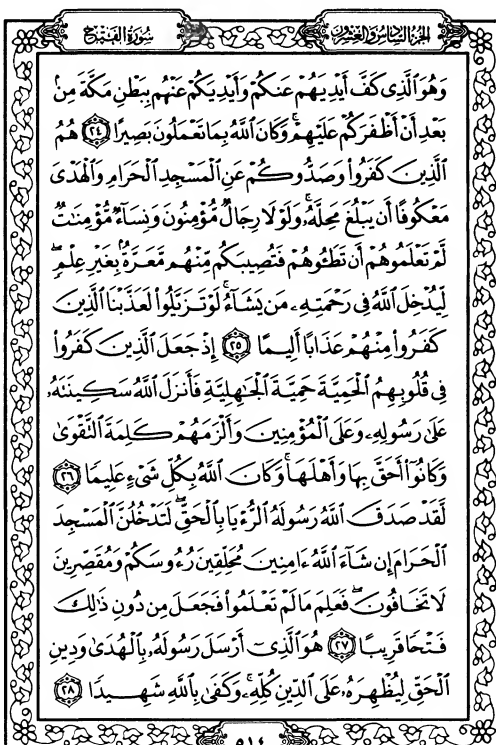 الجزء السادس والعشرون
سورة الفتح
وَهُوَ ٱلَّذِى كَفَّ أَيْدِيَهُمْ عَنكُمْ وَأَيْدِيَكُمْ عَنْهُم بِبَطْنِ مَكَّةَ مِنۢ
بَعْدِ أَنْ أَظْفَرَكُمْ عَلَيْهِمْ ۚ وَكَانَ ٱللَّهُ بِمَا تَعْمَلُونَ بَصِيرًا ٢٤ هُمُ
ٱلَّذِينَ كَفَرُوا۟ وَصَدُّوكُمْ عَنِ ٱلْمَسْجِدِ ٱلْحَرَامِ وَٱلْهَدْىَ
مَعْكُوفًا أَن يَبْلُغَ مَحِلَّهُۥ ۚ وَلَوْلَا رِجَالٌ مُّؤْمِنُونَ وَنِسَآءٌ مُّؤْمِنَٰتٌ
لَّمْ تَعْلَمُوهُمْ أَن تَطَـُٔوهُمْ فَتُصِيبَكُم مِّنْهُم مَّعَرَّةٌۢ بِغَيْرِ عِلْمٍ ۖ
لِّيُدْخِلَ ٱللَّهُ فِى رَحْمَتِهِۦ مَن يَشَآءُ ۚ لَوْ تَزَيَّلُوا۟ لَعَذَّبْنَا ٱلَّذِينَ
كَفَرُوا۟ مِنْهُمْ عَذَابًا أَلِيمًا ٢٥ إِذْ جَعَلَ ٱلَّذِينَ كَفَرُوا۟
فِى قُلُوبِهِمُ ٱلْحَمِيَّةَ حَمِيَّةَ ٱلْجَٰهِلِيَّةِ فَأَنزَلَ ٱللَّهُ سَكِينَتَهُۥ
عَلَىٰ رَسُولِهِۦ وَعَلَى ٱلْمُؤْمِنِينَ وَأَلْزَمَهُمْ كَلِمَةَ ٱلتَّقْوَىٰ
وَكَانُوٓا۟ أَحَقَّ بِهَا وَأَهْلَهَا ۚ وَكَانَ ٱللَّهُ بِكُلِّ شَىْءٍ عَلِيمًا ٢٦
لَّقَدْ صَدَقَ ٱللَّهُ رَسُولَهُ ٱلرُّءْيَا بِٱلْحَقِّ ۖ لَتَدْخُلُنَّ ٱلْمَسْجِدَ
ٱلْحَرَامَ إِن شَآءَ ٱللَّهُ ءَامِنِينَ مُحَلِّقِينَ رُءُوسَكُمْ وَمُقَصِّرِينَ
لَا تَخَافُونَ ۖ فَعَلِمَ مَا لَمْ تَعْلَمُوا۟ فَجَعَلَ مِن دُونِ ذَٰلِكَ
فَتْحًا قَرِيبًا ٢٧ هُوَ ٱلَّذِىٓ أَرْسَلَ رَسُولَهُۥ بِٱلْهُدَىٰ وَدِينِ
ٱلْحَقِّ لِيُظْهِرَهُۥ عَلَى ٱلدِّينِ كُلِّهِۦ ۚ وَكَفَىٰ بِٱللَّهِ شَهِيدًا ٢٨
٥١٤